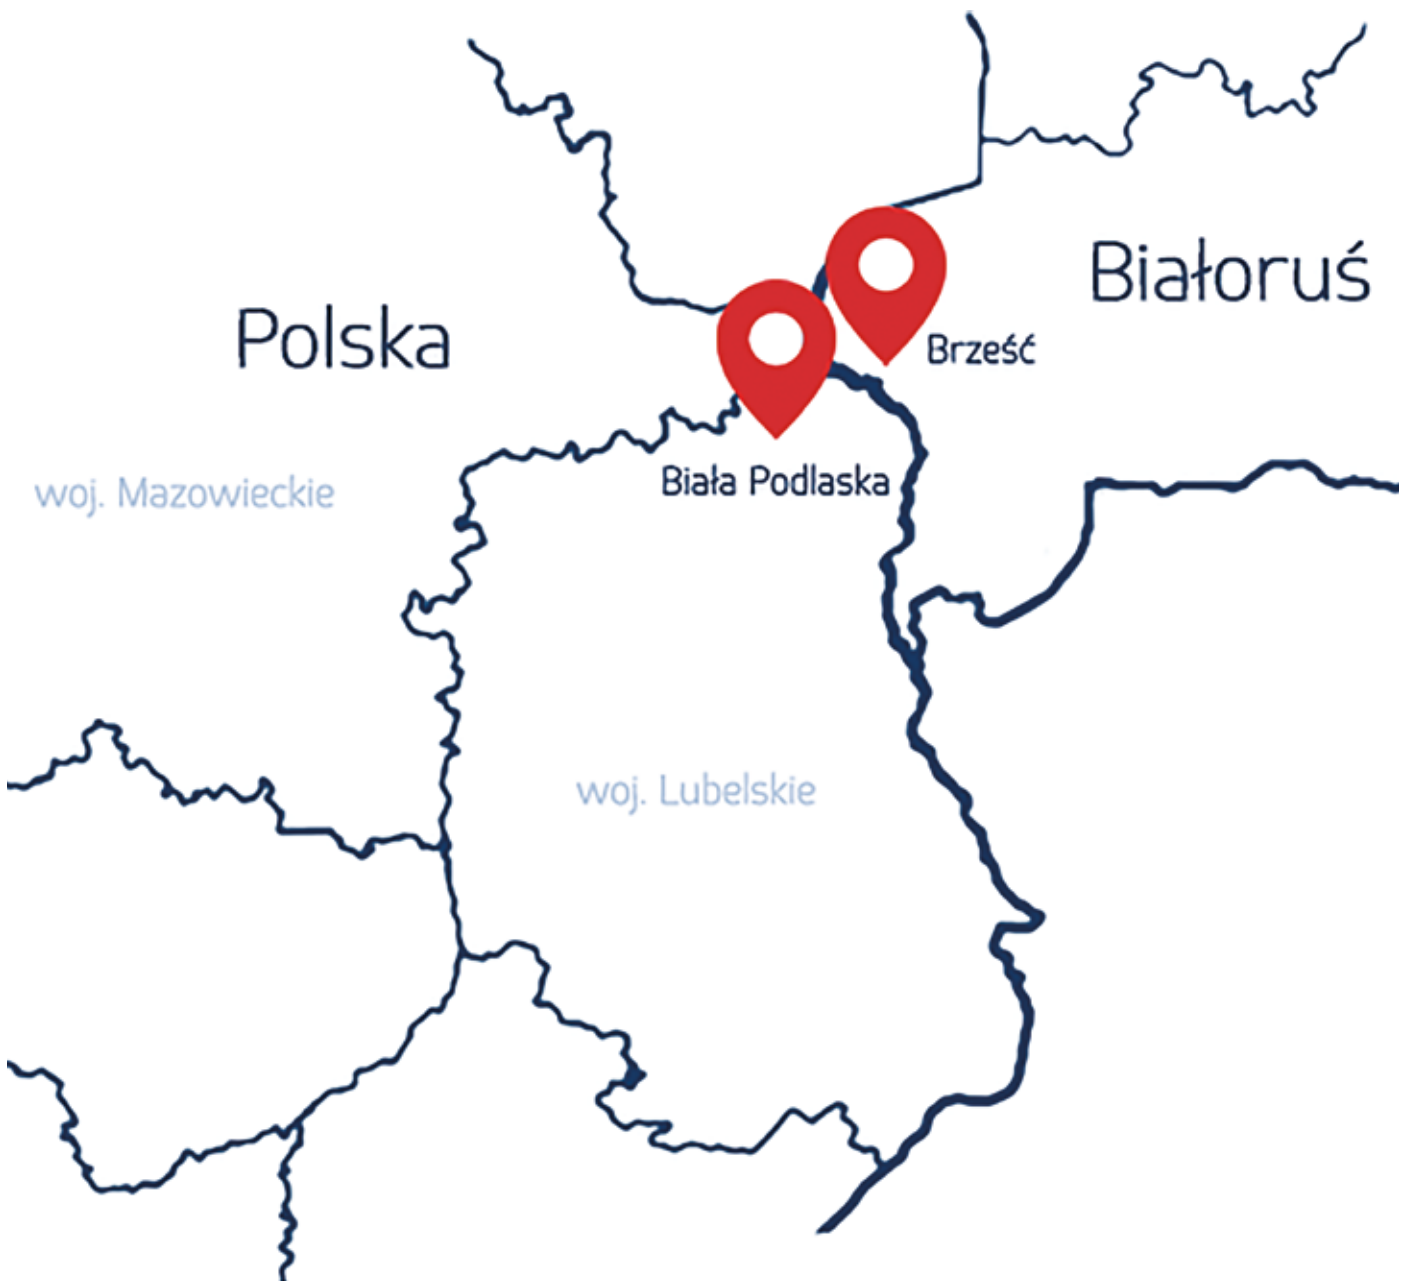 Białoruś
Polska
Brześć
Biała Podlaska
woj. Mazowieckie
woj. Lubelskie